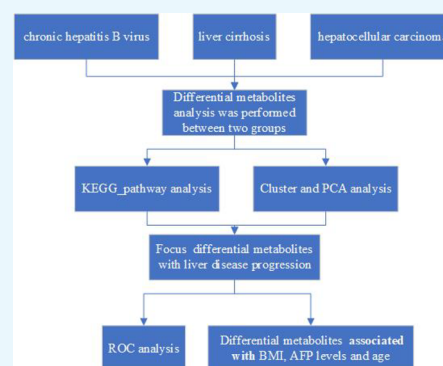 chronic hepatitis B virus
liver cirrhosis
hepatocellular carcinom
Differential metabolites
analysis was performed
between two groups
KEGG_pathway analysis
Cluster and PCA analysis
Focus differential metabolites
with liver disease progression
ROC analysis
Differential metabolites associated
with BMI, AFP levels and age